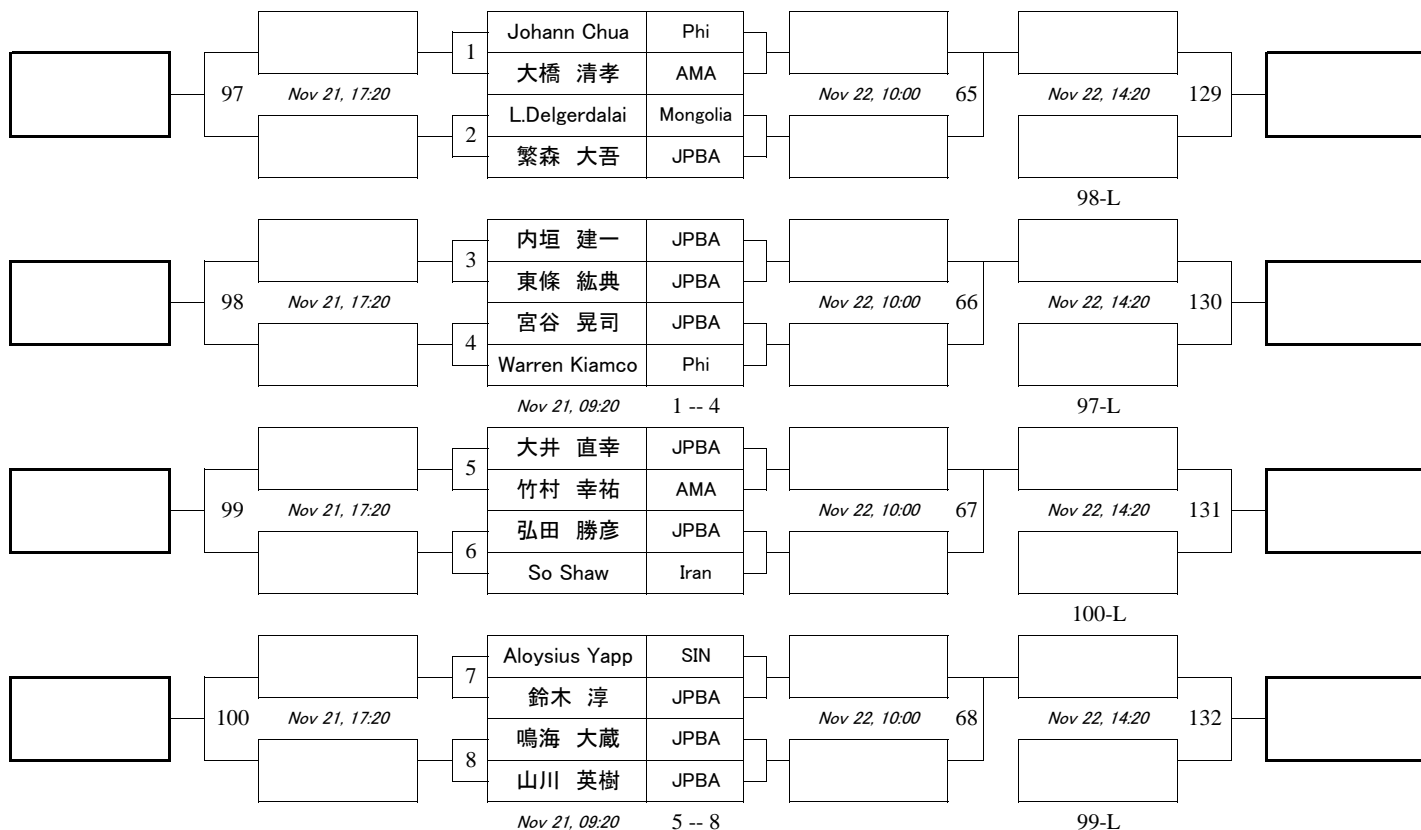 1 Johann Chua Phi
大橋 清孝 AMA
97 Nov 21, 17:20 Nov 22, 10:00 65 Nov 22, 14:20 129
L.Delgerdalai Mongolia
2 繁森 大吾 JPBA
98-L
3 内垣 建一 JPBA
東條 紘典 JPBA
98 Nov 21, 17:20 Nov 22, 10:00 66 Nov 22, 14:20 130
宮谷 晃司 JPBA
4 Warren Kiamco Phi
Nov 21, 09:20 1 -- 4 97-L
5 大井 直幸 JPBA
竹村 幸祐 AMA
99 Nov 21, 17:20 Nov 22, 10:00 67 Nov 22, 14:20 131
弘田 勝彦 JPBA
6 So Shaw Iran
100-L
7 Aloysius Yapp SIN
鈴木 淳 JPBA
100 Nov 21, 17:20 Nov 22, 10:00 68 Nov 22, 14:20 132
鳴海 大蔵 JPBA
8 山川 英樹 JPBA
Nov 21, 09:20 5 -- 8 99-L